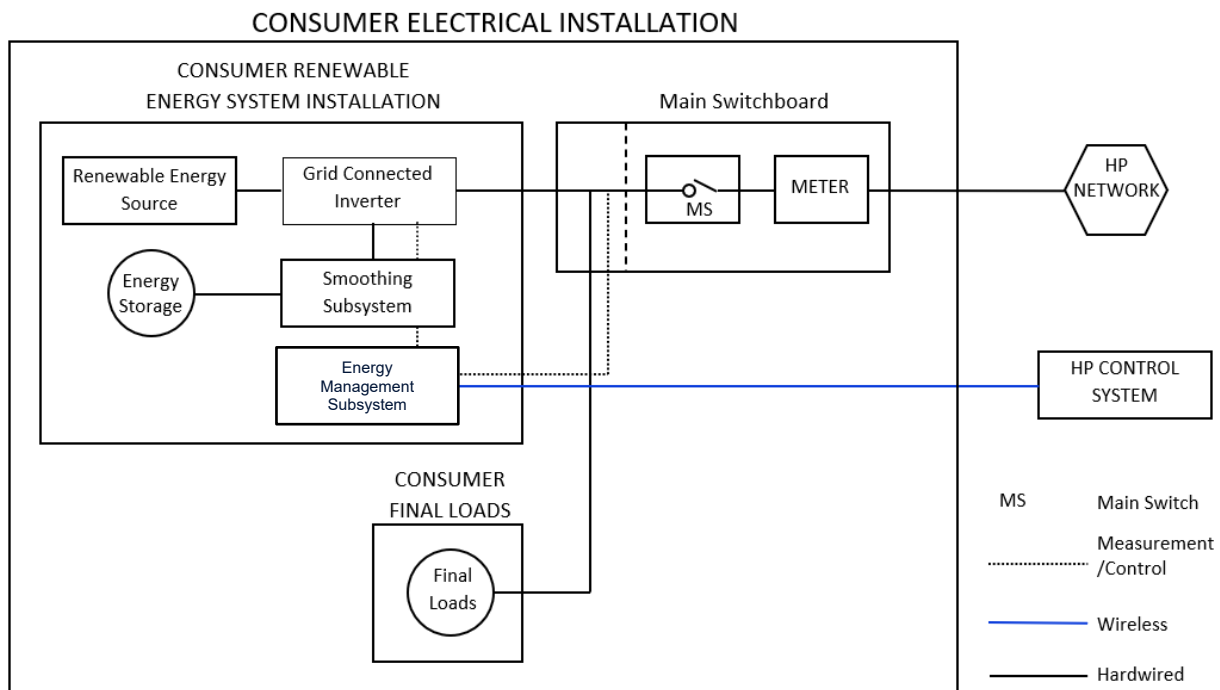 CONSUMER ELECTRICAL INSTALLATION
CONSUMER RENEWABLE
ENERGY SYSTEM INSTALLATION
Main Switchboard
Renewable Energy
Source
Grid Connected
Inverter
MS
METER
HP
NETWORK
Energy
Storage
Smoothing
Subsystem
Energy
Management
Subsystem
HP CONTROL
SYSTEM
CONSUMER
FINAL LOADS
Final
Loads
MS Main Switch
Measurement
/Control
Wireless
Hardwired